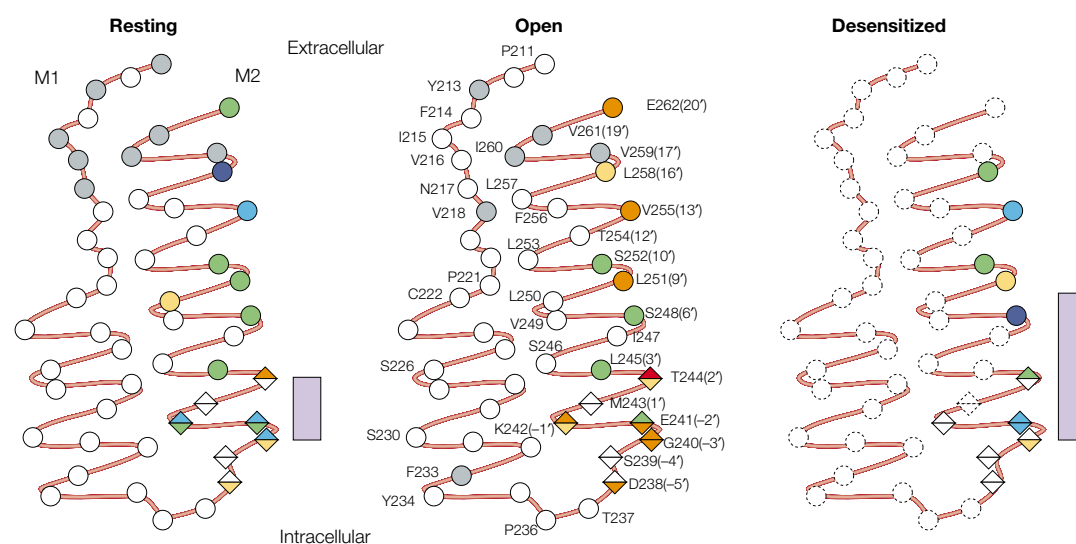 Resting
Open
Desensitized
Extracellular
M1
M2
P211
Y213
E262(20′)
F214
V261(19′)
I215
I260
V259(17′)
V216
L258(16′)
N217
L257
V218
F256
V255(13′)
T254(12′)
L253
S252(10′)
P221
L251(9′)
C222
L250
S248(6′)
V249
I247
S246
L245(3′)
S226
T244(2′)
M243(1′)
E241(–2′)
K242(–1′)
S230
G240(–3′)
S239(–4′)
F233
D238(–5′)
Y234
T237
P236
Intracellular